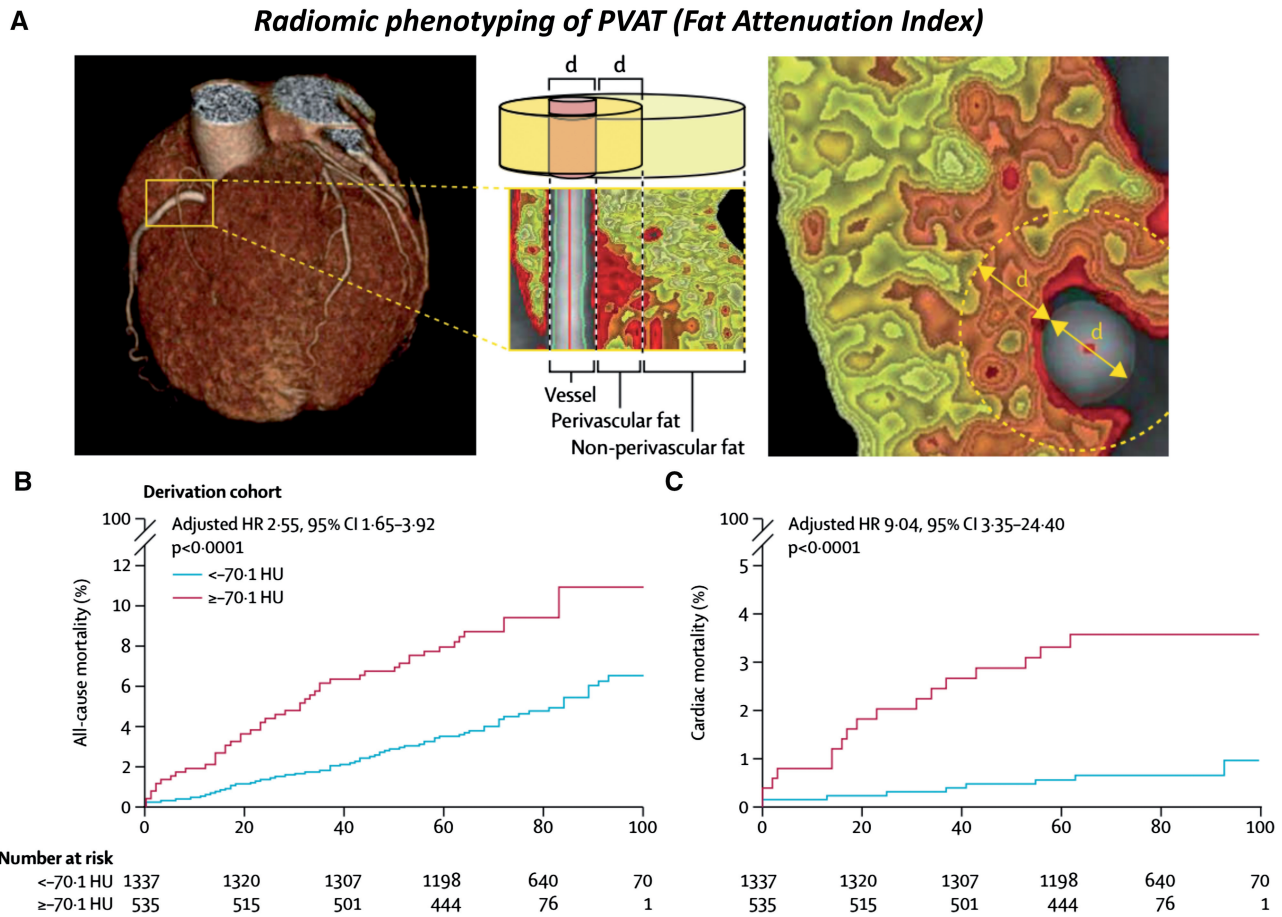 A
Radiomic phenotyping of PVAT (Fat Attenuation Index)
d d
Vessel
Perivascular fat
Non-perivascular fat
d
d
B
Derivation cohort
Adjusted HR 2·55, 95% CI 1·65–3·92
p<0·0001
<–70·1 HU
≥–70·1 HU
All-cause mortality (%)
100
12
10
8
6
4
2
0
0 20 40 60 80 100
C
Adjusted HR 9·04, 95% CI 3·35–24·40
p<0·0001
Cardiac mortality (%)
100
5
4
3
2
1
0
0 20 40 60 80 100
Number at risk
<–70·1 HU 1337 1320 1307 1198 640 70 1337 1320 1307 1198 640 70
≥–70·1 HU 535 515 501 444 76 1 535 515 501 444 76 1